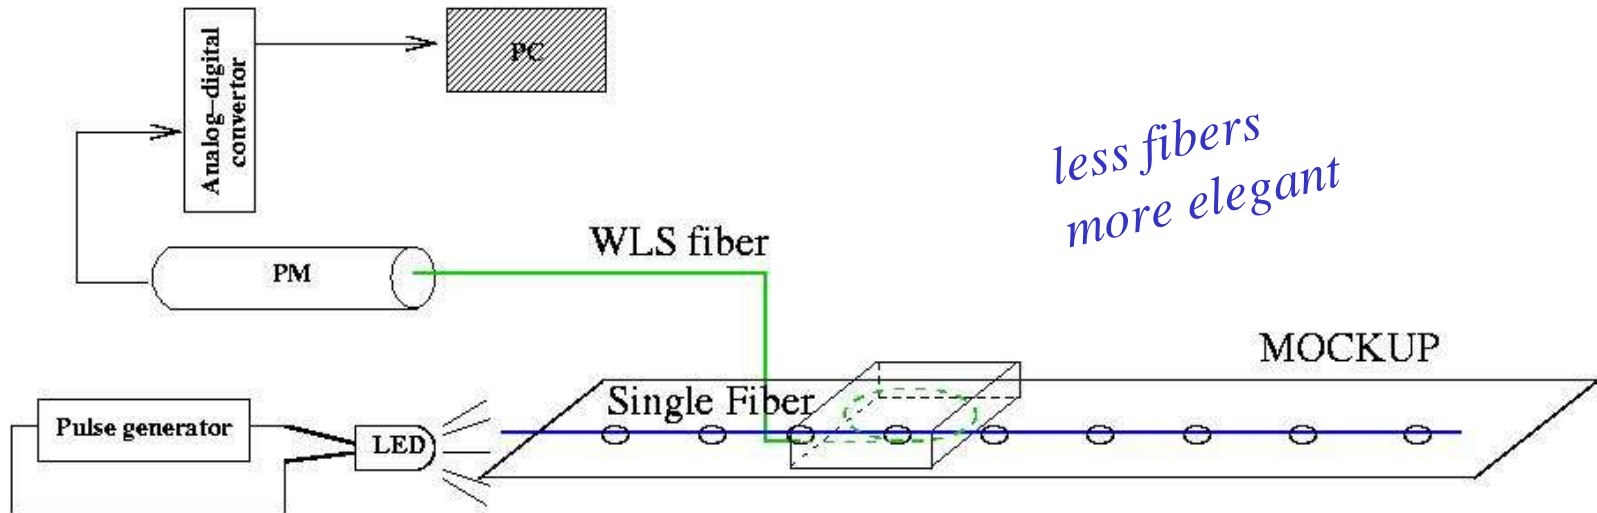 Analog-digital
convertor
PC
less fibers
more elegant
WLS fiber
PM
MOCKUP
Single Fiber
Pulse generator
LED